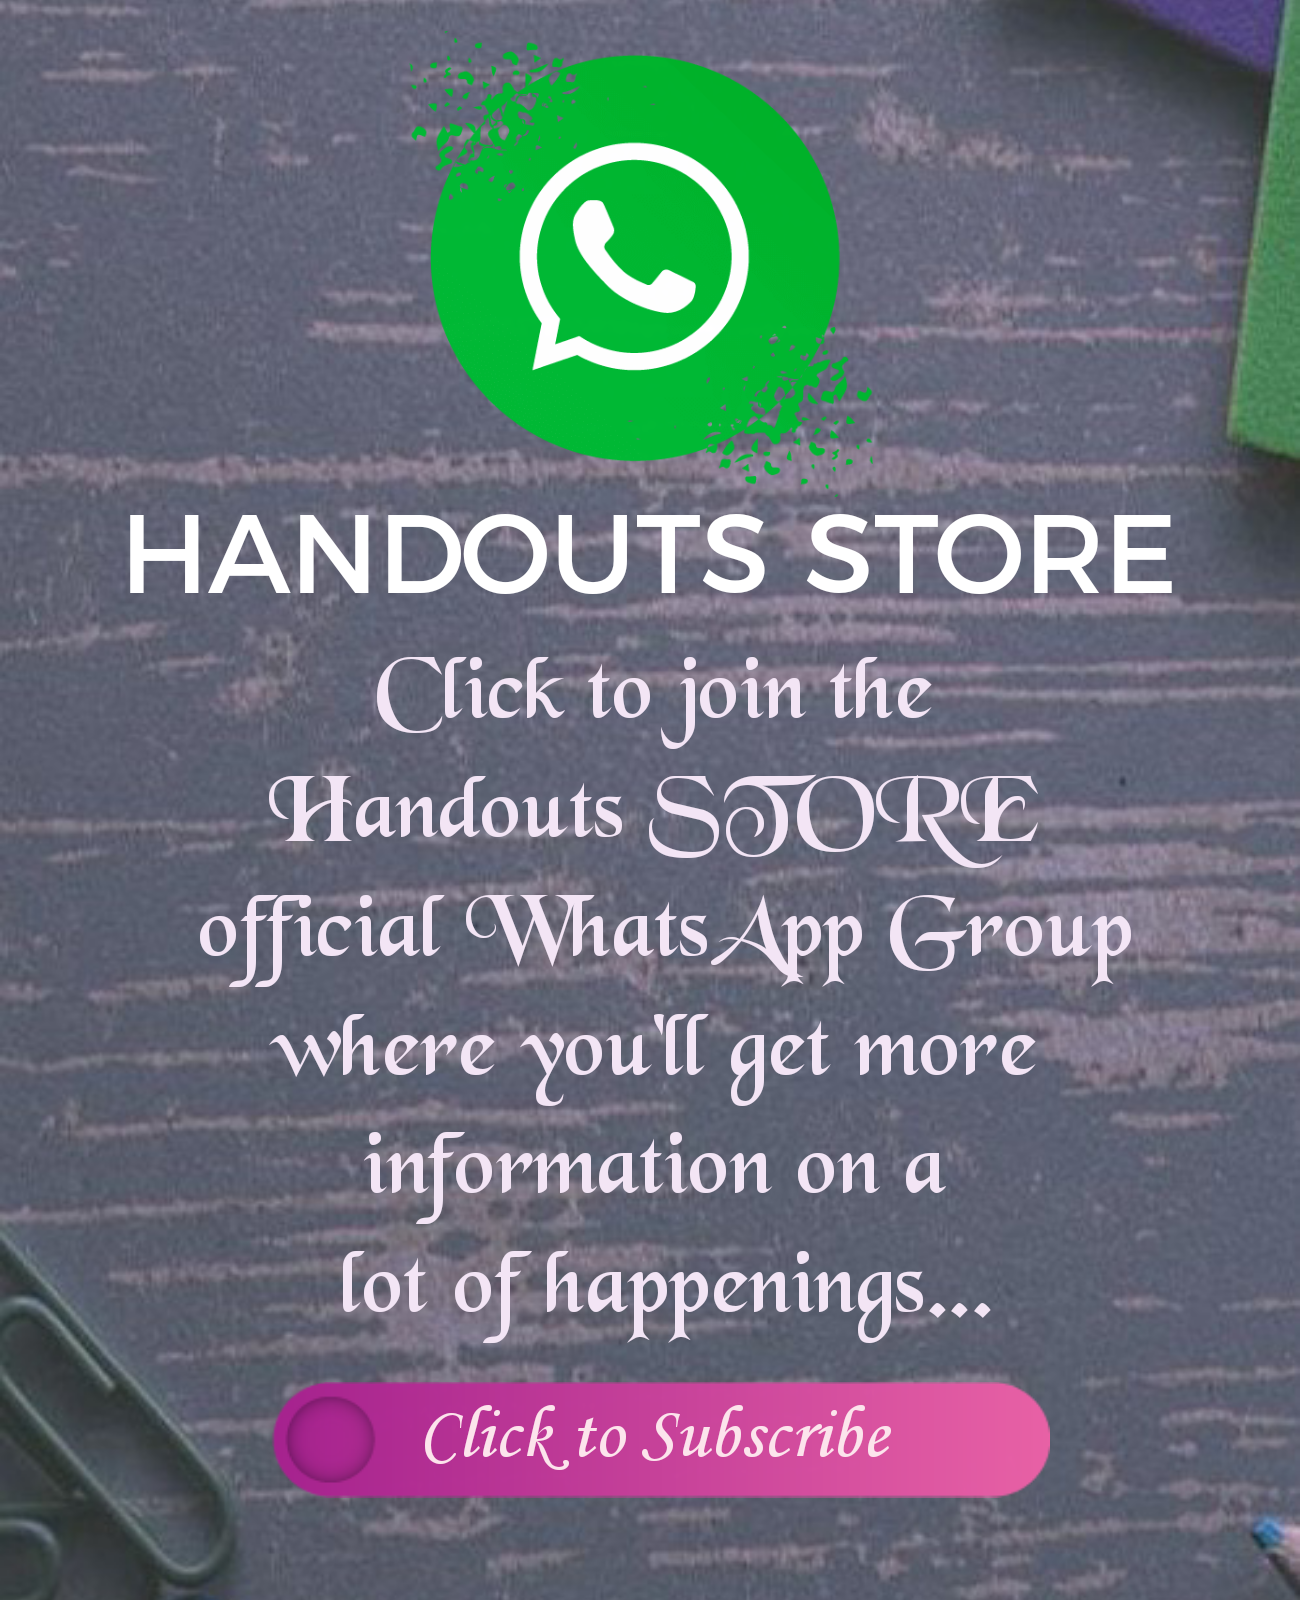 HANDOUTS STORE
Click to join the
Handouts STORE
official WhatsApp Group
where you'll get more
information on a
lot of happenings...
Click to Subscribe